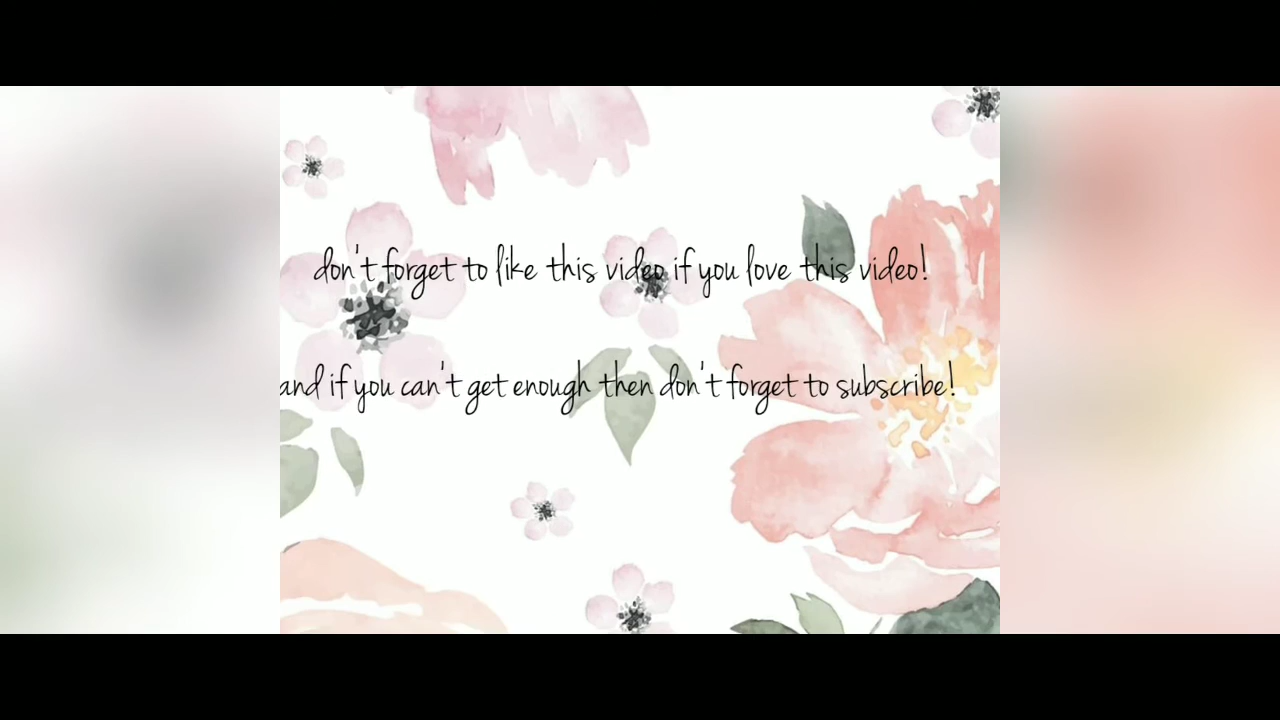 don't forget to like this video if you love this video!
and if you can't get enough then don't forget to subscribe!